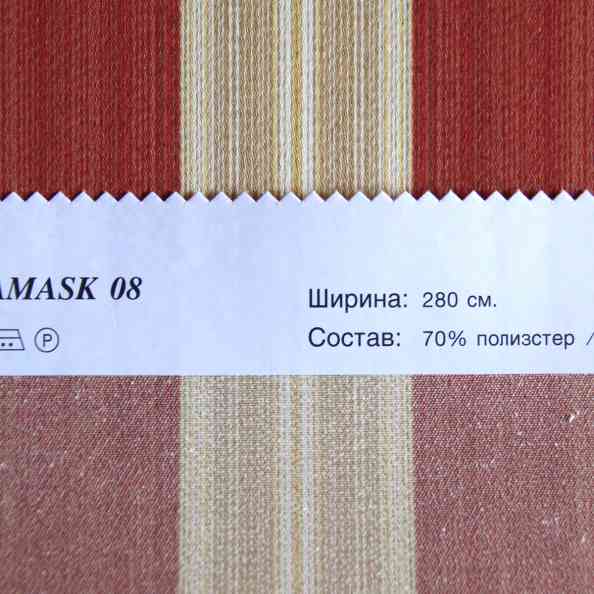 AMASK 08
Ширина: 280 см.
Ⓟ
Состав: 70% полизстер /